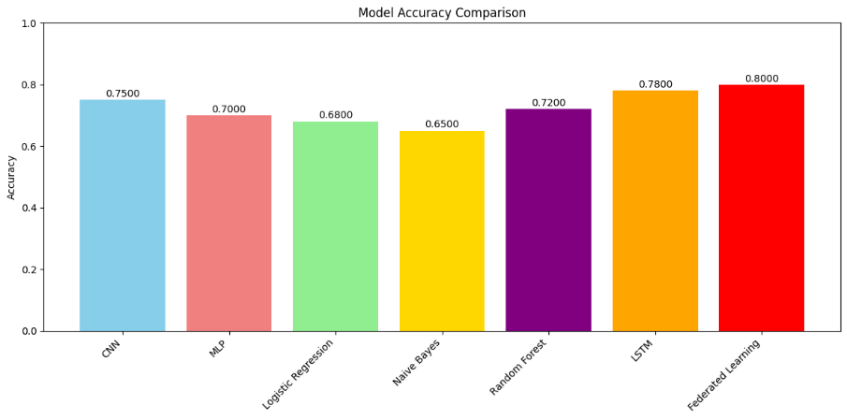 Model Accuracy Comparison
1.0
0.8
0.6
0.4
0.2
0.0
Accuracy
0.7500
0.7000
0.6800
0.6500
0.7200
0.7800
0.8000
CNN
MLP
Logistic Regression
Naive Bayes
Random Forest
LSTM
Federated Learning